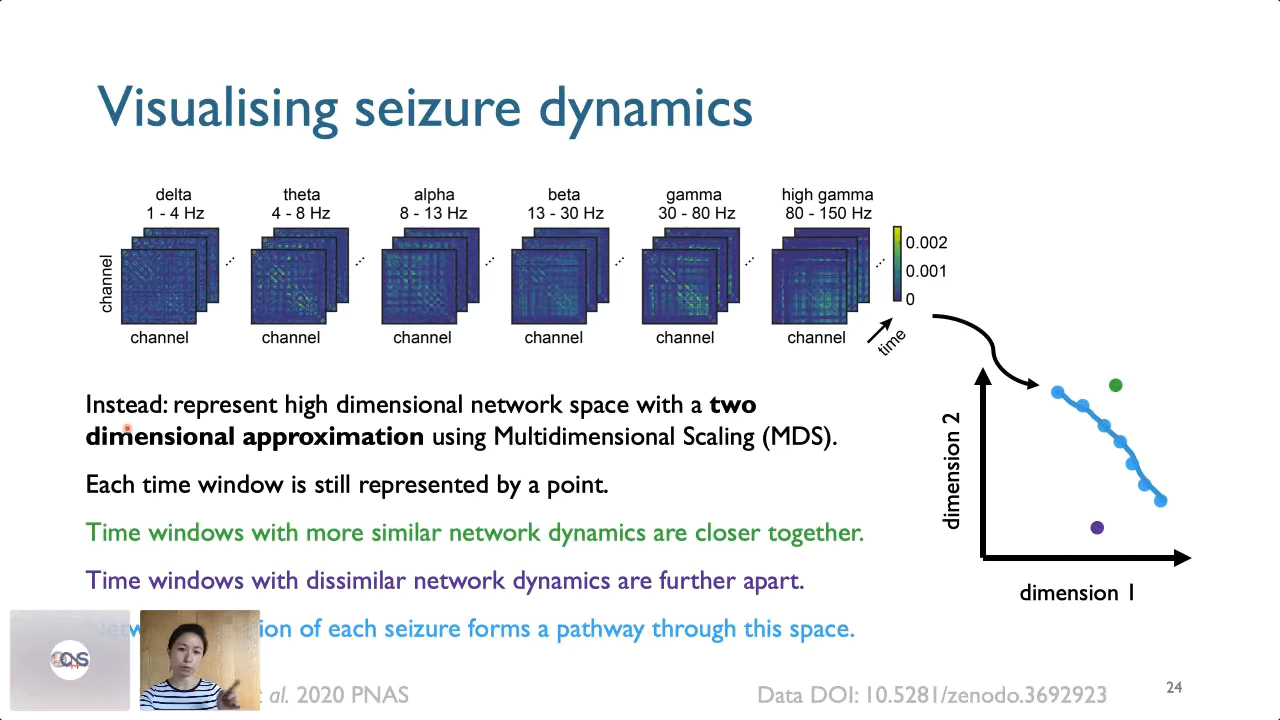 Visualising seizure dynamics
delta theta alpha beta gamma high gamma
1 - 4 Hz 4 - 8 Hz 8 - 13 Hz 13 - 30 Hz 30 - 80 Hz 80 - 150 Hz
channel
0.002
0.001
0
channel channel channel channel channel channel
time
Instead: represent high dimensional network space with a two
dimensional approximation using Multidimensional Scaling (MDS).
Each time window is still represented by a point.
Time windows with more similar network dynamics are closer together.
Time windows with dissimilar network dynamics are further apart.
of each seizure forms a pathway through this space.
dimension 2
dimension 1
et al. 2020 PNAS
Data DOI: 10.5281/zenodo.3692923
24